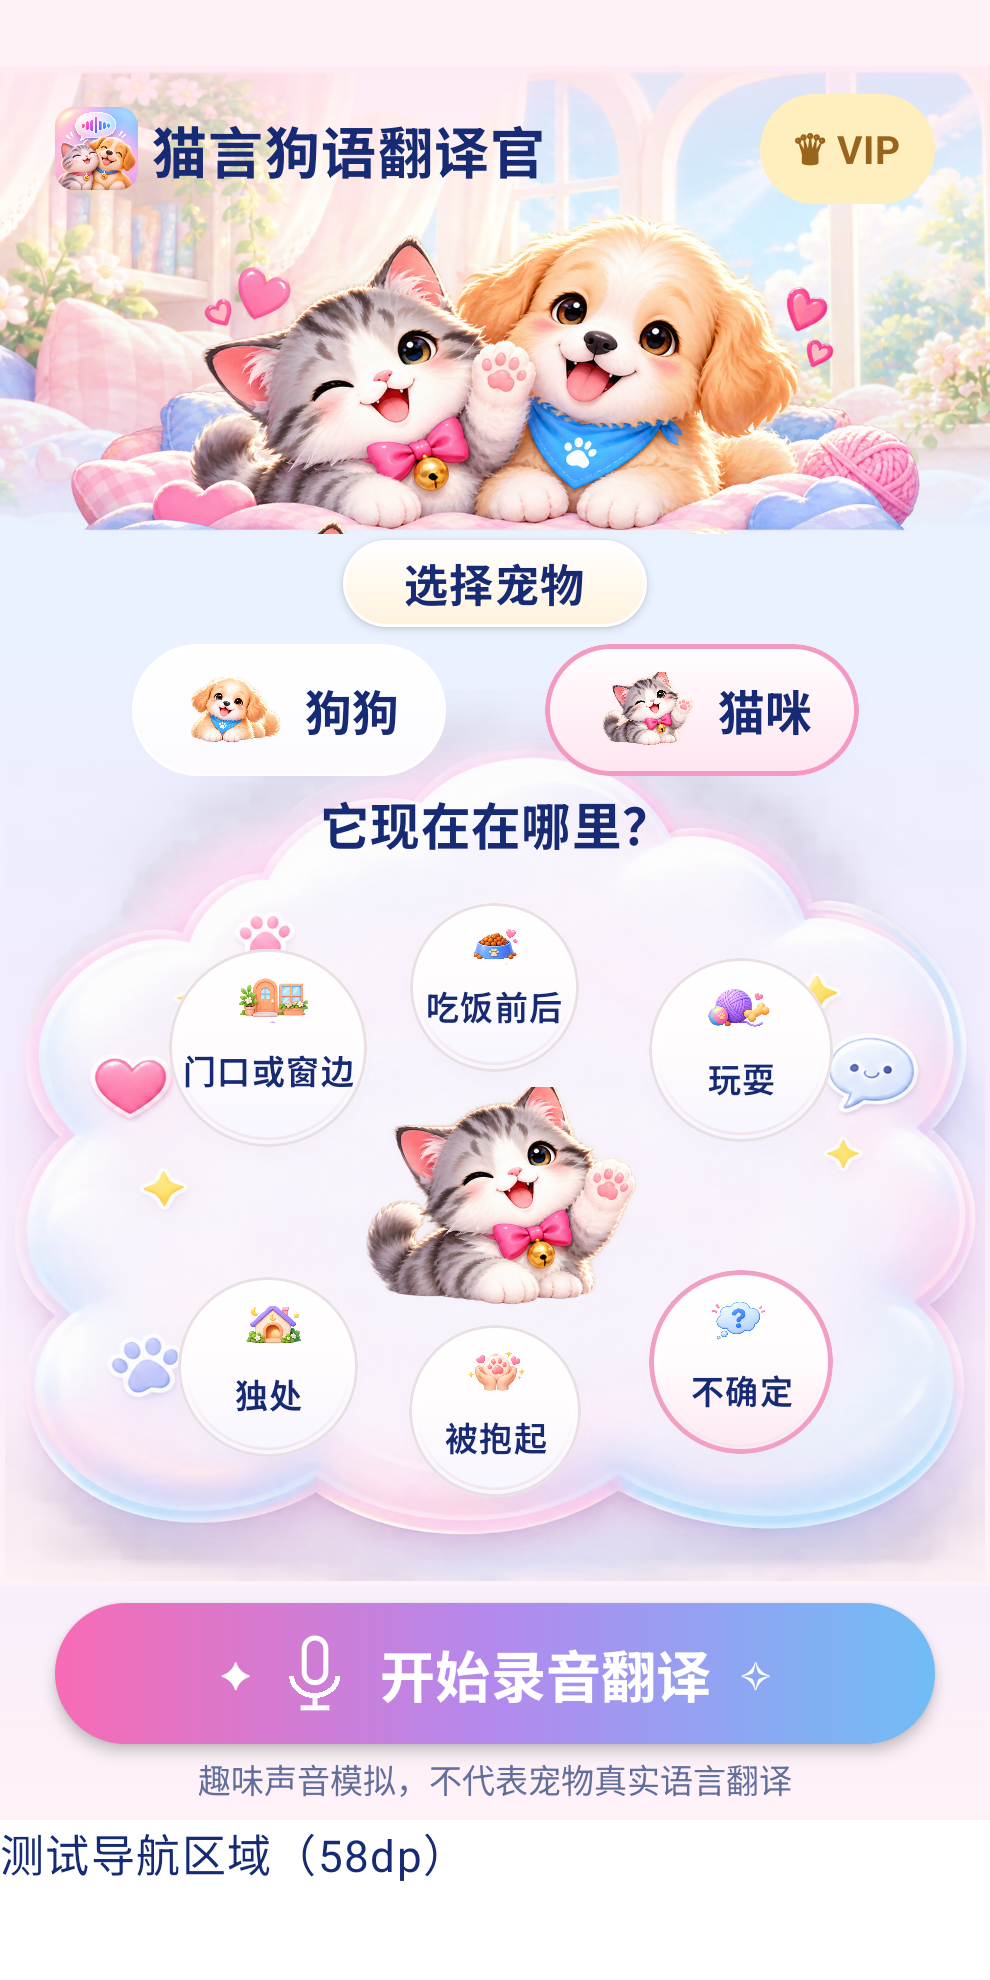 猫言狗语翻译官
VIP
选择宠物
狗狗
猫咪
它现在在哪里？
吃饭前后
门口或窗边
玩耍
独处
不确定
被抱起
开始录音翻译
趣味声音模拟，不代表宠物真实语言翻译
测试导航区域（58dp）